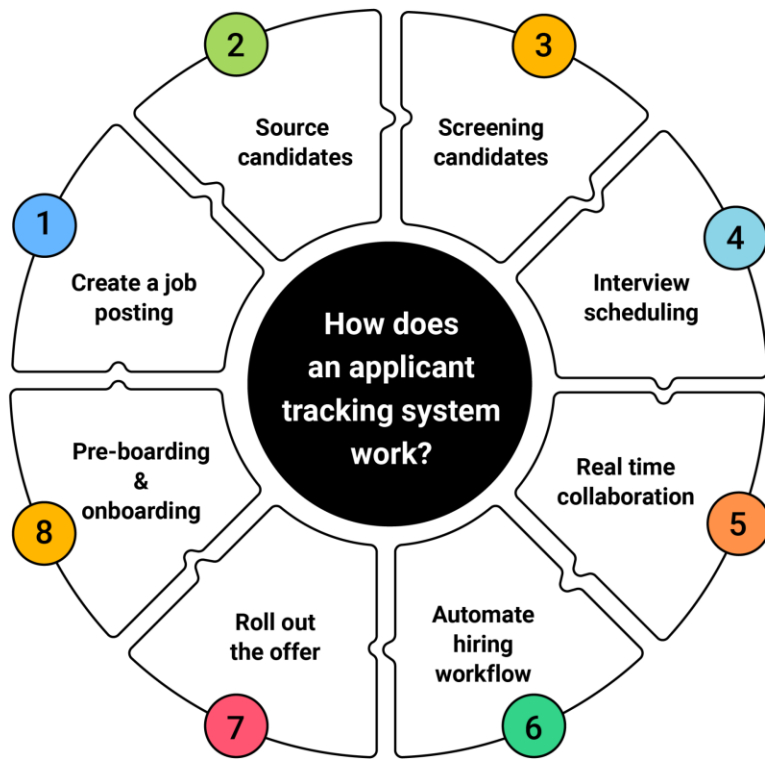 How does
an applicant
tracking system
work?
1
Create a job
posting
2
Source
candidates
3
Screening
candidates
4
Interview
scheduling
5
Real time
collaboration
6
Automate
hiring
workflow
7
Roll out
the offer
8
Pre-boarding
&
onboarding